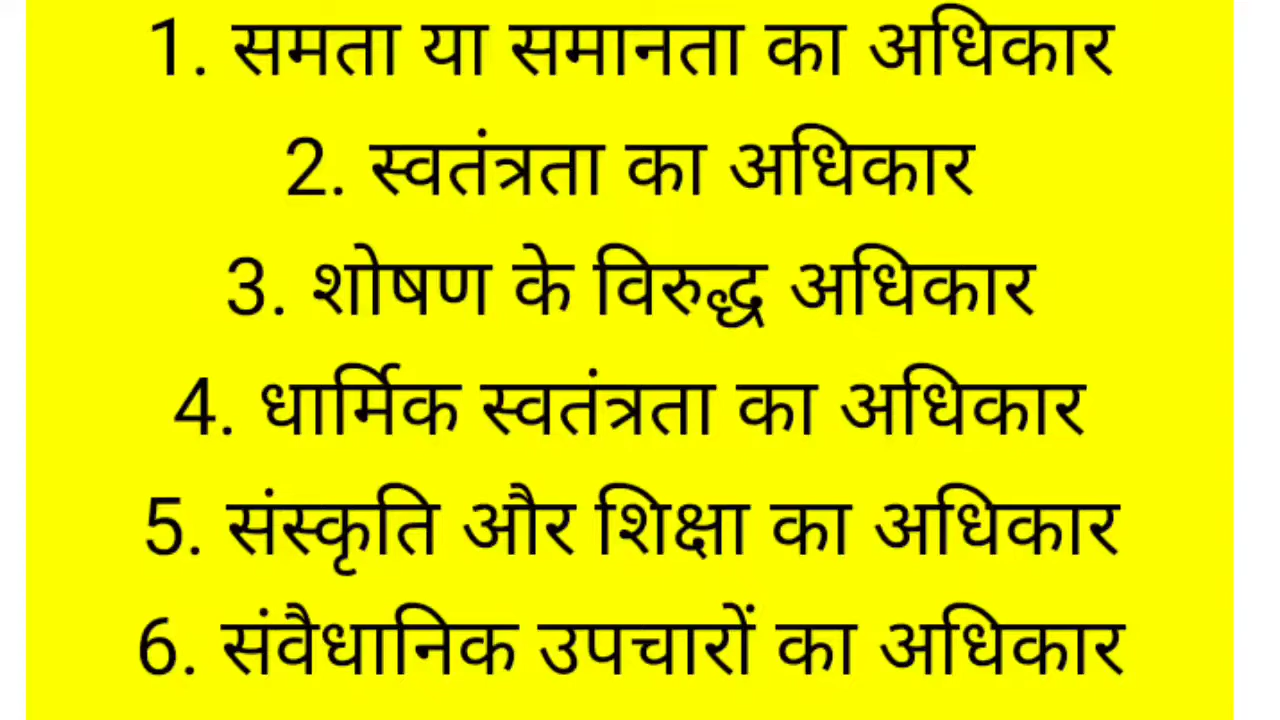 1. समता या समानता का अधिकार
2. स्वतंत्रता का अधिकार
3. शोषण के विरुद्ध अधिकार
4. धार्मिक स्वतंत्रता का अधिकार
5. संस्कृति और शिक्षा का अधिकार
6. संवैधानिक उपचारों का अधिकार